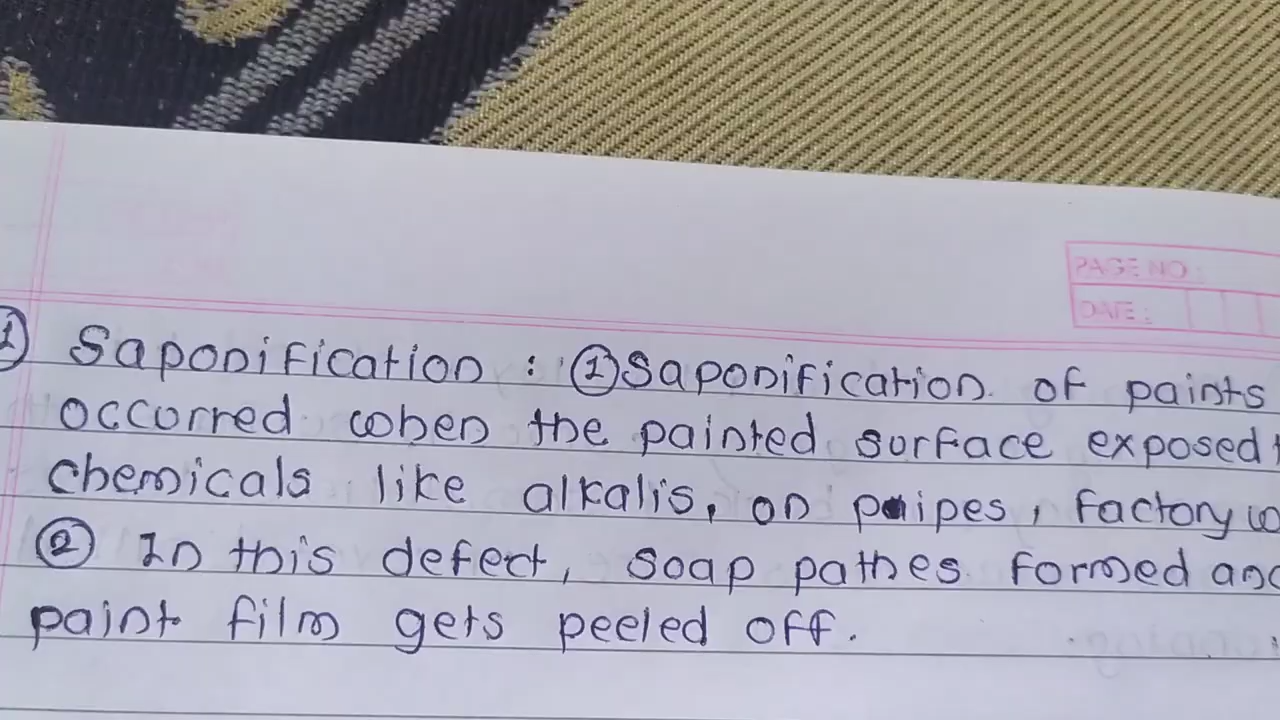 PAGE NO :
DATE :
① Saponification : ① Saponification of paints
occurred when the painted surface exposed
chemicals like alkalis, on pipes, factory
② In this defect, soap pathes formed and
paint film gets peeled off.